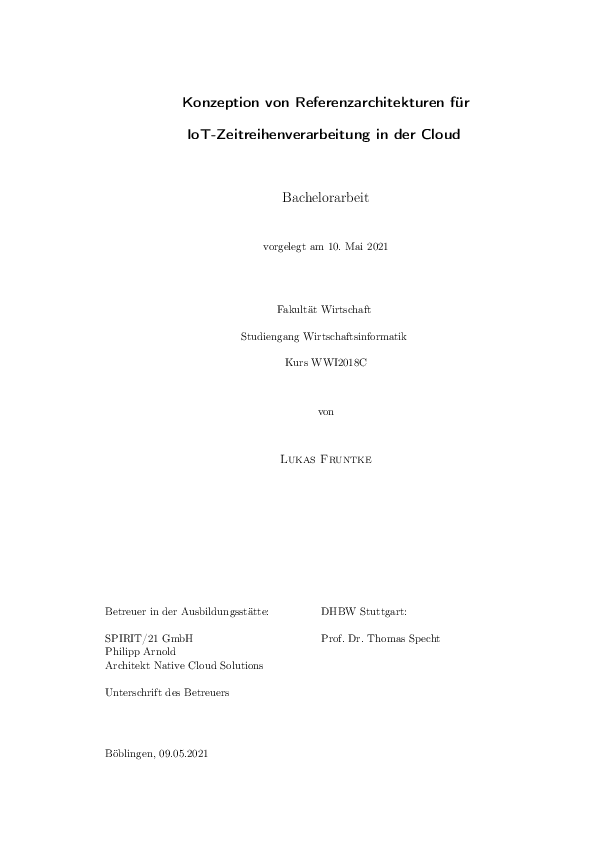 Konzeption von Referenzarchitekturen für
IoT-Zeitreihenverarbeitung in der Cloud
Bachelorarbeit
vorgelegt am 10. Mai 2021
Fakultät Wirtschaft
Studiengang Wirtschaftsinformatik
Kurs WWI2018C
von
Lukas Fruntke
Betreuer in der Ausbildungsstätte:
DHBW Stuttgart:
SPIRIT/21 GmbH
Prof. Dr. Thomas Specht
Philipp Arnold
Architekt Native Cloud Solutions
Unterschrift des Betreuers
Böblingen, 09.05.2021